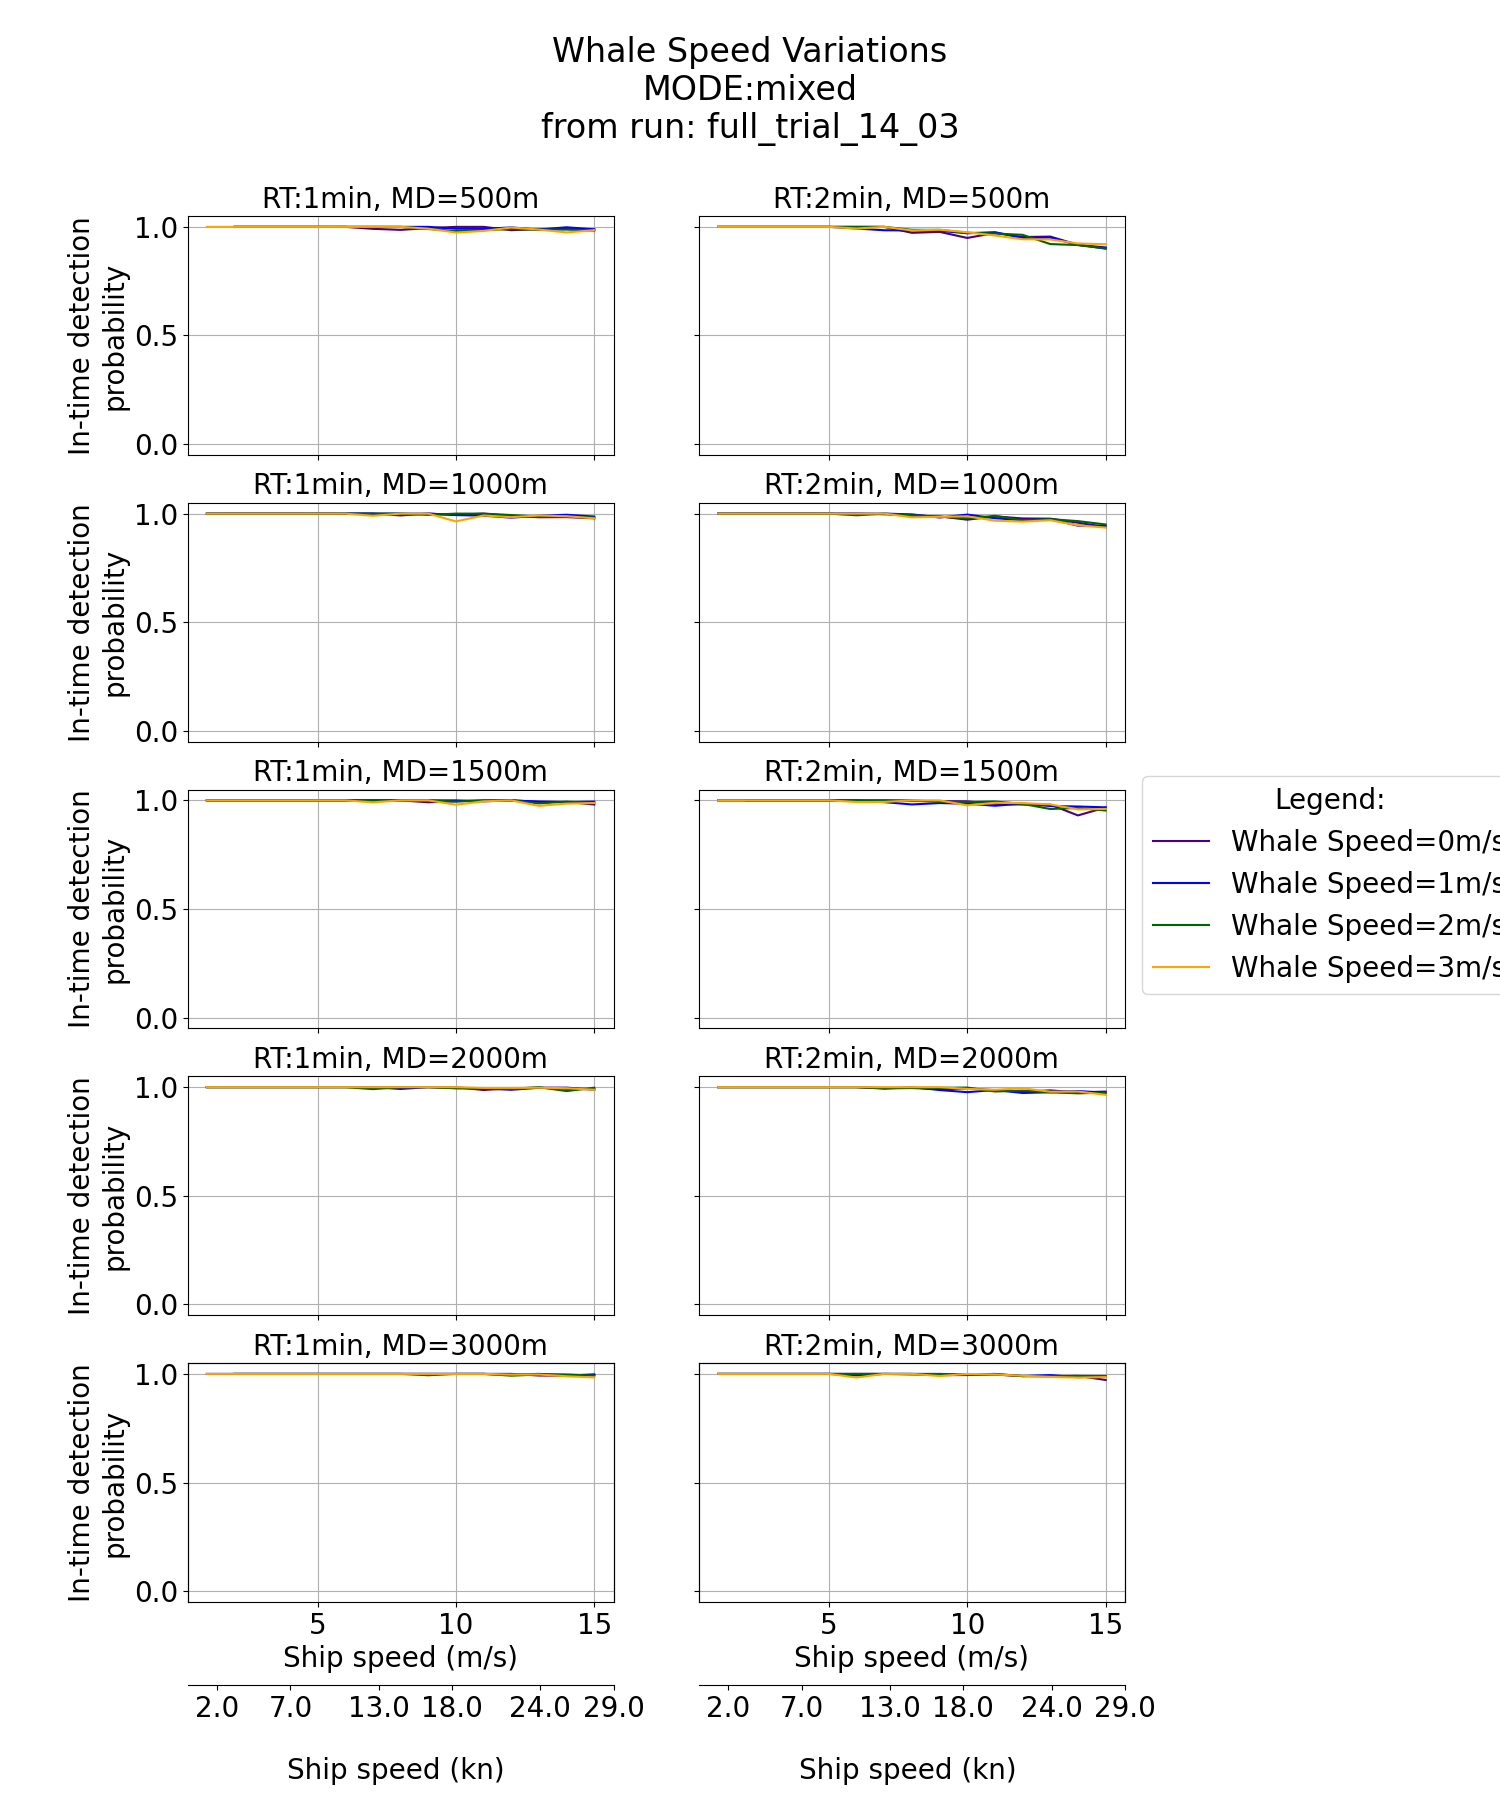 Whale Speed Variations
MODE:mixed
from run: full_trial_14_03
RT:1min, MD=500m
RT:2min, MD=500m
In-time detection
probability
1.0
0.5
0.0
RT:1min, MD=1000m
RT:2min, MD=1000m
In-time detection
probability
1.0
0.5
0.0
RT:1min, MD=1500m
RT:2min, MD=1500m
In-time detection
probability
1.0
0.5
0.0
Legend:
Whale Speed=0m/s
Whale Speed=1m/s
Whale Speed=2m/s
Whale Speed=3m/s
RT:1min, MD=2000m
RT:2min, MD=2000m
In-time detection
probability
1.0
0.5
0.0
RT:1min, MD=3000m
RT:2min, MD=3000m
In-time detection
probability
1.0
0.5
0.0
5 10 15
Ship speed (m/s)
2.0 7.0 13.0 18.0 24.0 29.0
Ship speed (kn)
5 10 15
Ship speed (m/s)
2.0 7.0 13.0 18.0 24.0 29.0
Ship speed (kn)